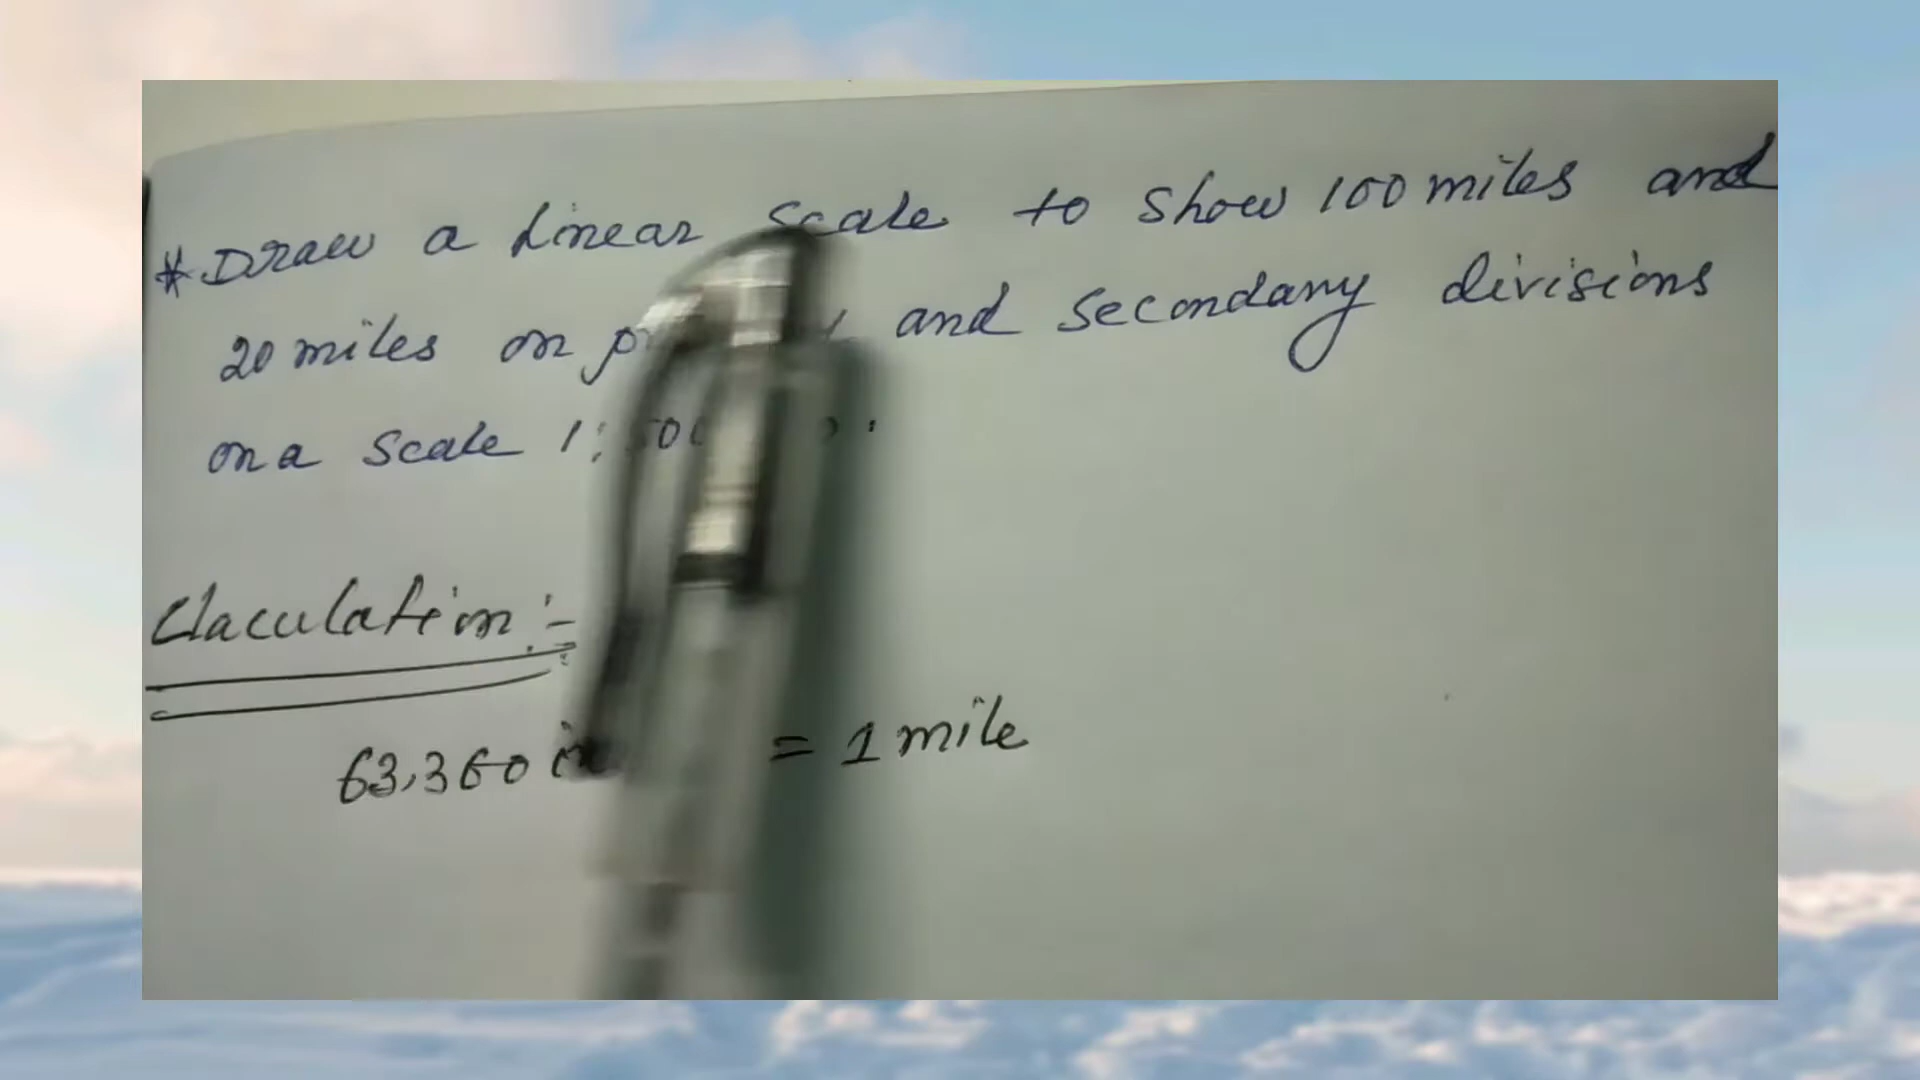 * Draw a linear scale to show 100 miles and
20 miles on and secondary divisions
on a scale
Claculation :-
63,360 = 1 mile